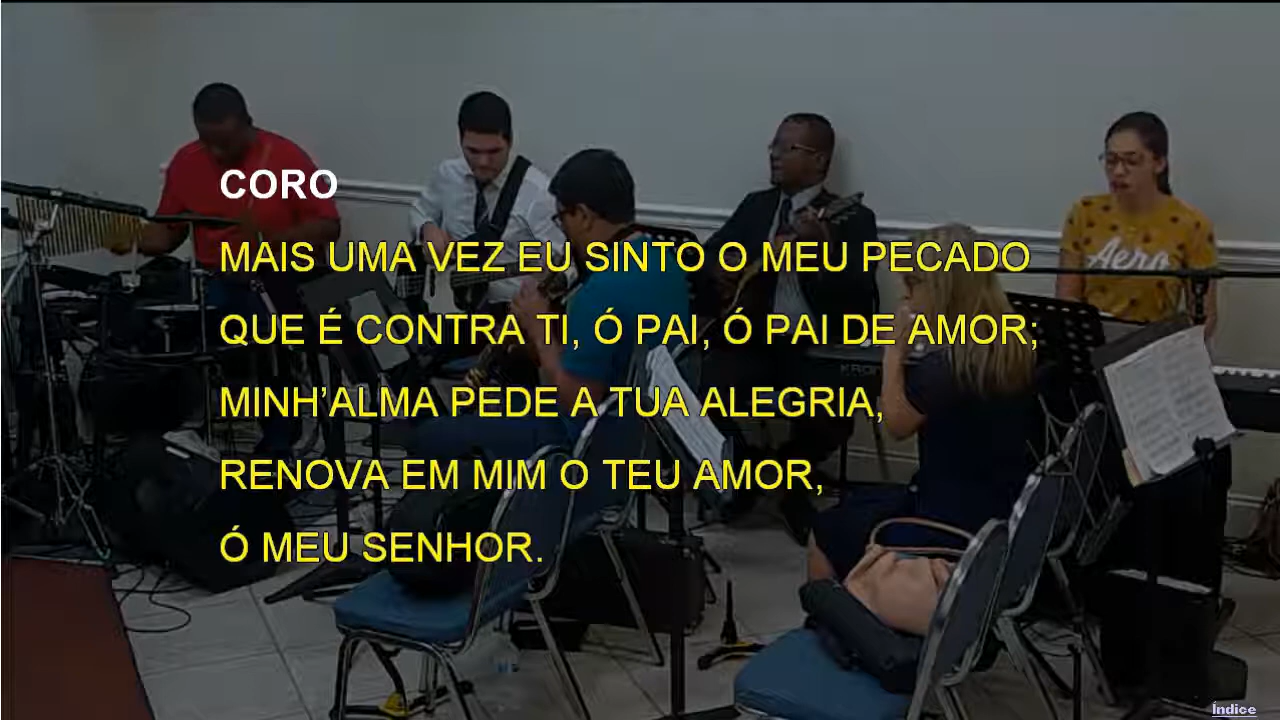 CORO
MAIS UMA VEZ EU SINTO O MEU PECADO
QUE É CONTRA TI, Ó PAI, Ó PAI DE AMOR;
MINH’ALMA PEDE A TUA ALEGRIA,
RENOVA EM MIM O TEU AMOR,
Ó MEU SENHOR.
Aero
Índice